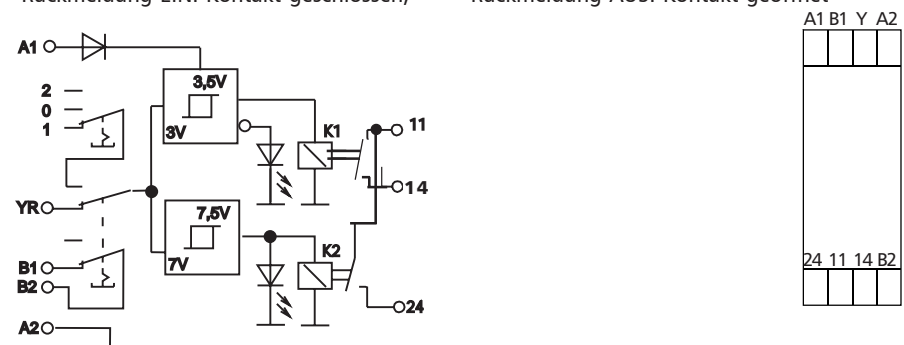 Rückmeldung EIN: Kontakt geschlossen, Rückmeldung AUS: Kontakt geöffnet
A1 B1 Y A2
A1
3,5V
2
0
1
3V
K1
11
14
YR
7,5V
7V
K2
B1
B2
24
A2
24 11 14 B2